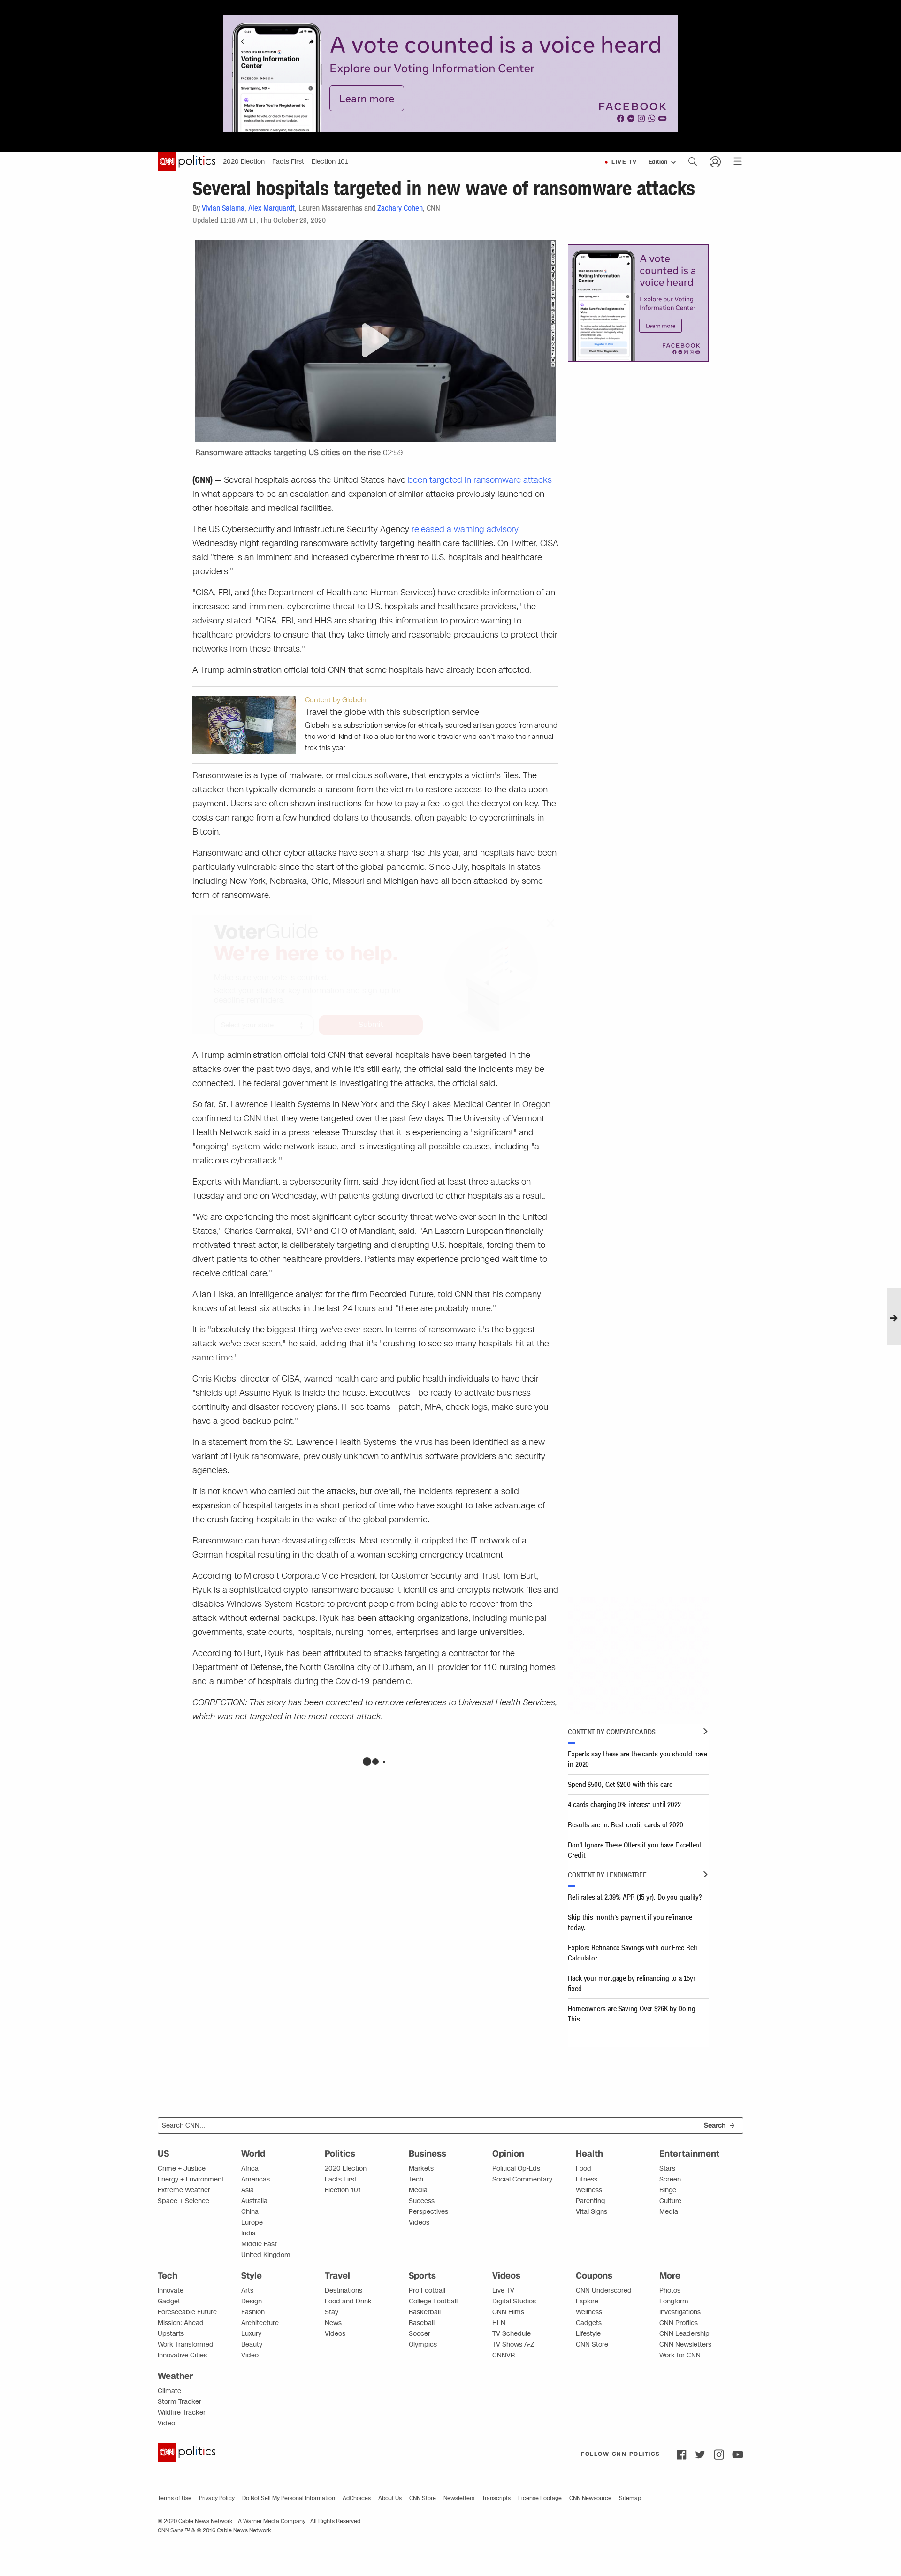 A vote counted is a voice heard
Explore our Voting Information Center
Learn more
FACEBOOK
2020 US ELECTION
Voting Information
Center
Silver Spring, MD
Make Sure You're Registered to
Vote
CNN politics
2020 Election
Facts First
Election 101
LIVE TV
Edition
Several hospitals targeted in new wave of ransomware attacks
By Vivian Salama, Alex Marquardt, Lauren Mascarenhas and Zachary Cohen, CNN
Updated 11:18 AM ET, Thu October 29, 2020
A vote
counted is a
voice heard
Explore our Voting
Information Center
Learn more
FACEBOOK
Voting Information
Center
Ransomware attacks targeting US cities on the rise 02:59
(CNN) — Several hospitals across the United States have been targeted in ransomware attacks
in what appears to be an escalation and expansion of similar attacks previously launched on
other hospitals and medical facilities.
The US Cybersecurity and Infrastructure Security Agency released a warning advisory
Wednesday night regarding ransomware activity targeting health care facilities. On Twitter, CISA
said "there is an imminent and increased cybercrime threat to U.S. hospitals and healthcare
providers."
"CISA, FBI, and (the Department of Health and Human Services) have credible information of an
increased and imminent cybercrime threat to U.S. hospitals and healthcare providers," the
advisory stated. "CISA, FBI, and HHS are sharing this information to provide warning to
healthcare providers to ensure that they take timely and reasonable precautions to protect their
networks from these threats."
A Trump administration official told CNN that some hospitals have already been affected.
Content by GlobeIn
Travel the globe with this subscription service
GlobeIn is a subscription service for ethically sourced artisan goods from around
the world, kind of like a club for the world traveler who can't make their annual
trek this year.
Ransomware is a type of malware, or malicious software, that encrypts a victim's files. The
attacker then typically demands a ransom from the victim to restore access to the data upon
payment. Users are often shown instructions for how to pay a fee to get the decryption key. The
costs can range from a few hundred dollars to thousands, often payable to cybercriminals in
Bitcoin.
Ransomware and other cyber attacks have seen a sharp rise this year, and hospitals have been
particularly vulnerable since the start of the global pandemic. Since July, hospitals in states
including New York, Nebraska, Ohio, Missouri and Michigan have all been attacked by some
form of ransomware.
VoterGuide
We're here to help.
A Trump administration official told CNN that several hospitals have been targeted in the
attacks over the past two days, and while it's still early, the official said the incidents may be
connected. The federal government is investigating the attacks, the official said.
So far, St. Lawrence Health Systems in New York and the Sky Lakes Medical Center in Oregon
confirmed to CNN that they were targeted over the past few days. The University of Vermont
Health Network said in a press release Thursday that it is experiencing a "significant" and
"ongoing" system-wide network issue, and is investigating all possible causes, including "a
malicious cyberattack."
Experts with Mandiant, a cybersecurity firm, said they identified at least three attacks on
Tuesday and one on Wednesday, with patients getting diverted to other hospitals as a result.
"We are experiencing the most significant cyber security threat we've ever seen in the United
States," Charles Carmakal, SVP and CTO of Mandiant, said. "An Eastern European financially
motivated threat actor, is deliberately targeting and disrupting U.S. hospitals, forcing them to
divert patients to other healthcare providers. Patients may experience prolonged wait time to
receive critical care."
Allan Liska, an intelligence analyst for the firm Recorded Future, told CNN that his company
knows of at least six attacks in the last 24 hours and "there are probably more."
It is "absolutely the biggest thing we've ever seen. In terms of ransomware it's the biggest
attack we've ever seen," he said, adding that it's "crushing to see so many hospitals hit at the
same time."
Chris Krebs, director of CISA, warned health care and public health individuals to have their
"shields up! Assume Ryuk is inside the house. Executives - be ready to activate business
continuity and disaster recovery plans. IT sec teams - patch, MFA, check logs, make sure you
have a good backup point."
In a statement from the St. Lawrence Health Systems, the virus has been identified as a new
variant of Ryuk ransomware, previously unknown to antivirus software providers and security
agencies.
It is not known who carried out the attacks, but overall, the incidents represent a solid
expansion of hospital targets in a short period of time who have sought to take advantage of
the crush facing hospitals in the wake of the global pandemic.
Ransomware can have devastating effects. Most recently, it crippled the IT network of a
German hospital resulting in the death of a woman seeking emergency treatment.
According to Microsoft Corporate Vice President for Customer Security and Trust Tom Burt,
Ryuk is a sophisticated crypto-ransomware because it identifies and encrypts network files and
disables Windows System Restore to prevent people from being able to recover from the
attack without external backups. Ryuk has been attacking organizations, including municipal
governments, state courts, hospitals, nursing homes, enterprises and large universities.
According to Burt, Ryuk has been attributed to attacks targeting a contractor for the
Department of Defense, the North Carolina city of Durham, an IT provider for 110 nursing homes
and a number of hospitals during the Covid-19 pandemic.
CORRECTION: This story has been corrected to remove references to Universal Health Services,
which was not targeted in the most recent attack.
CONTENT BY COMPARECARDS
Experts say these are the cards you should have
in 2020
Spend $500, Get $200 with this card
4 cards charging 0% interest until 2022
Results are in: Best credit cards of 2020
Don't Ignore These Offers if you have Excellent
Credit
CONTENT BY LENDINGTREE
Refi rates at 2.39% APR (15 yr). Do you qualify?
Skip this month's payment if you refinance
today.
Explore Refinance Savings with our Free Refi
Calculator.
Hack your mortgage by refinancing to a 15yr
fixed
Homeowners are Saving Over $26K by Doing
This
Search CNN...
Search
US
Crime + Justice
Energy + Environment
Extreme Weather
Space + Science
World
Africa
Americas
Asia
Australia
China
Europe
India
Middle East
United Kingdom
Politics
2020 Election
Facts First
Election 101
Business
Markets
Tech
Media
Success
Perspectives
Videos
Opinion
Political Op-Eds
Social Commentary
Health
Food
Fitness
Wellness
Parenting
Vital Signs
Entertainment
Stars
Screen
Binge
Culture
Media
Tech
Innovate
Gadget
Foreseeable Future
Mission: Ahead
Upstarts
Work Transformed
Innovative Cities
Style
Arts
Design
Fashion
Architecture
Luxury
Beauty
Video
Travel
Destinations
Food and Drink
Stay
News
Videos
Sports
Pro Football
College Football
Basketball
Baseball
Soccer
Olympics
Videos
Live TV
Digital Studios
CNN Films
HLN
TV Schedule
TV Shows A-Z
CNNVR
Coupons
CNN Underscored
Explore
Wellness
Gadgets
Lifestyle
CNN Store
More
Photos
Longform
Investigations
CNN Profiles
CNN Leadership
CNN Newsletters
Work for CNN
Weather
Climate
Storm Tracker
Wildfire Tracker
Video
CNN politics
FOLLOW CNN POLITICS
Terms of Use
Privacy Policy
Do Not Sell My Personal Information
AdChoices
About Us
CNN Store
Newsletters
Transcripts
License Footage
CNN Newsource
Sitemap
© 2020 Cable News Network. A Warner Media Company. All Rights Reserved.
CNN Sans ™ & © 2016 Cable News Network.